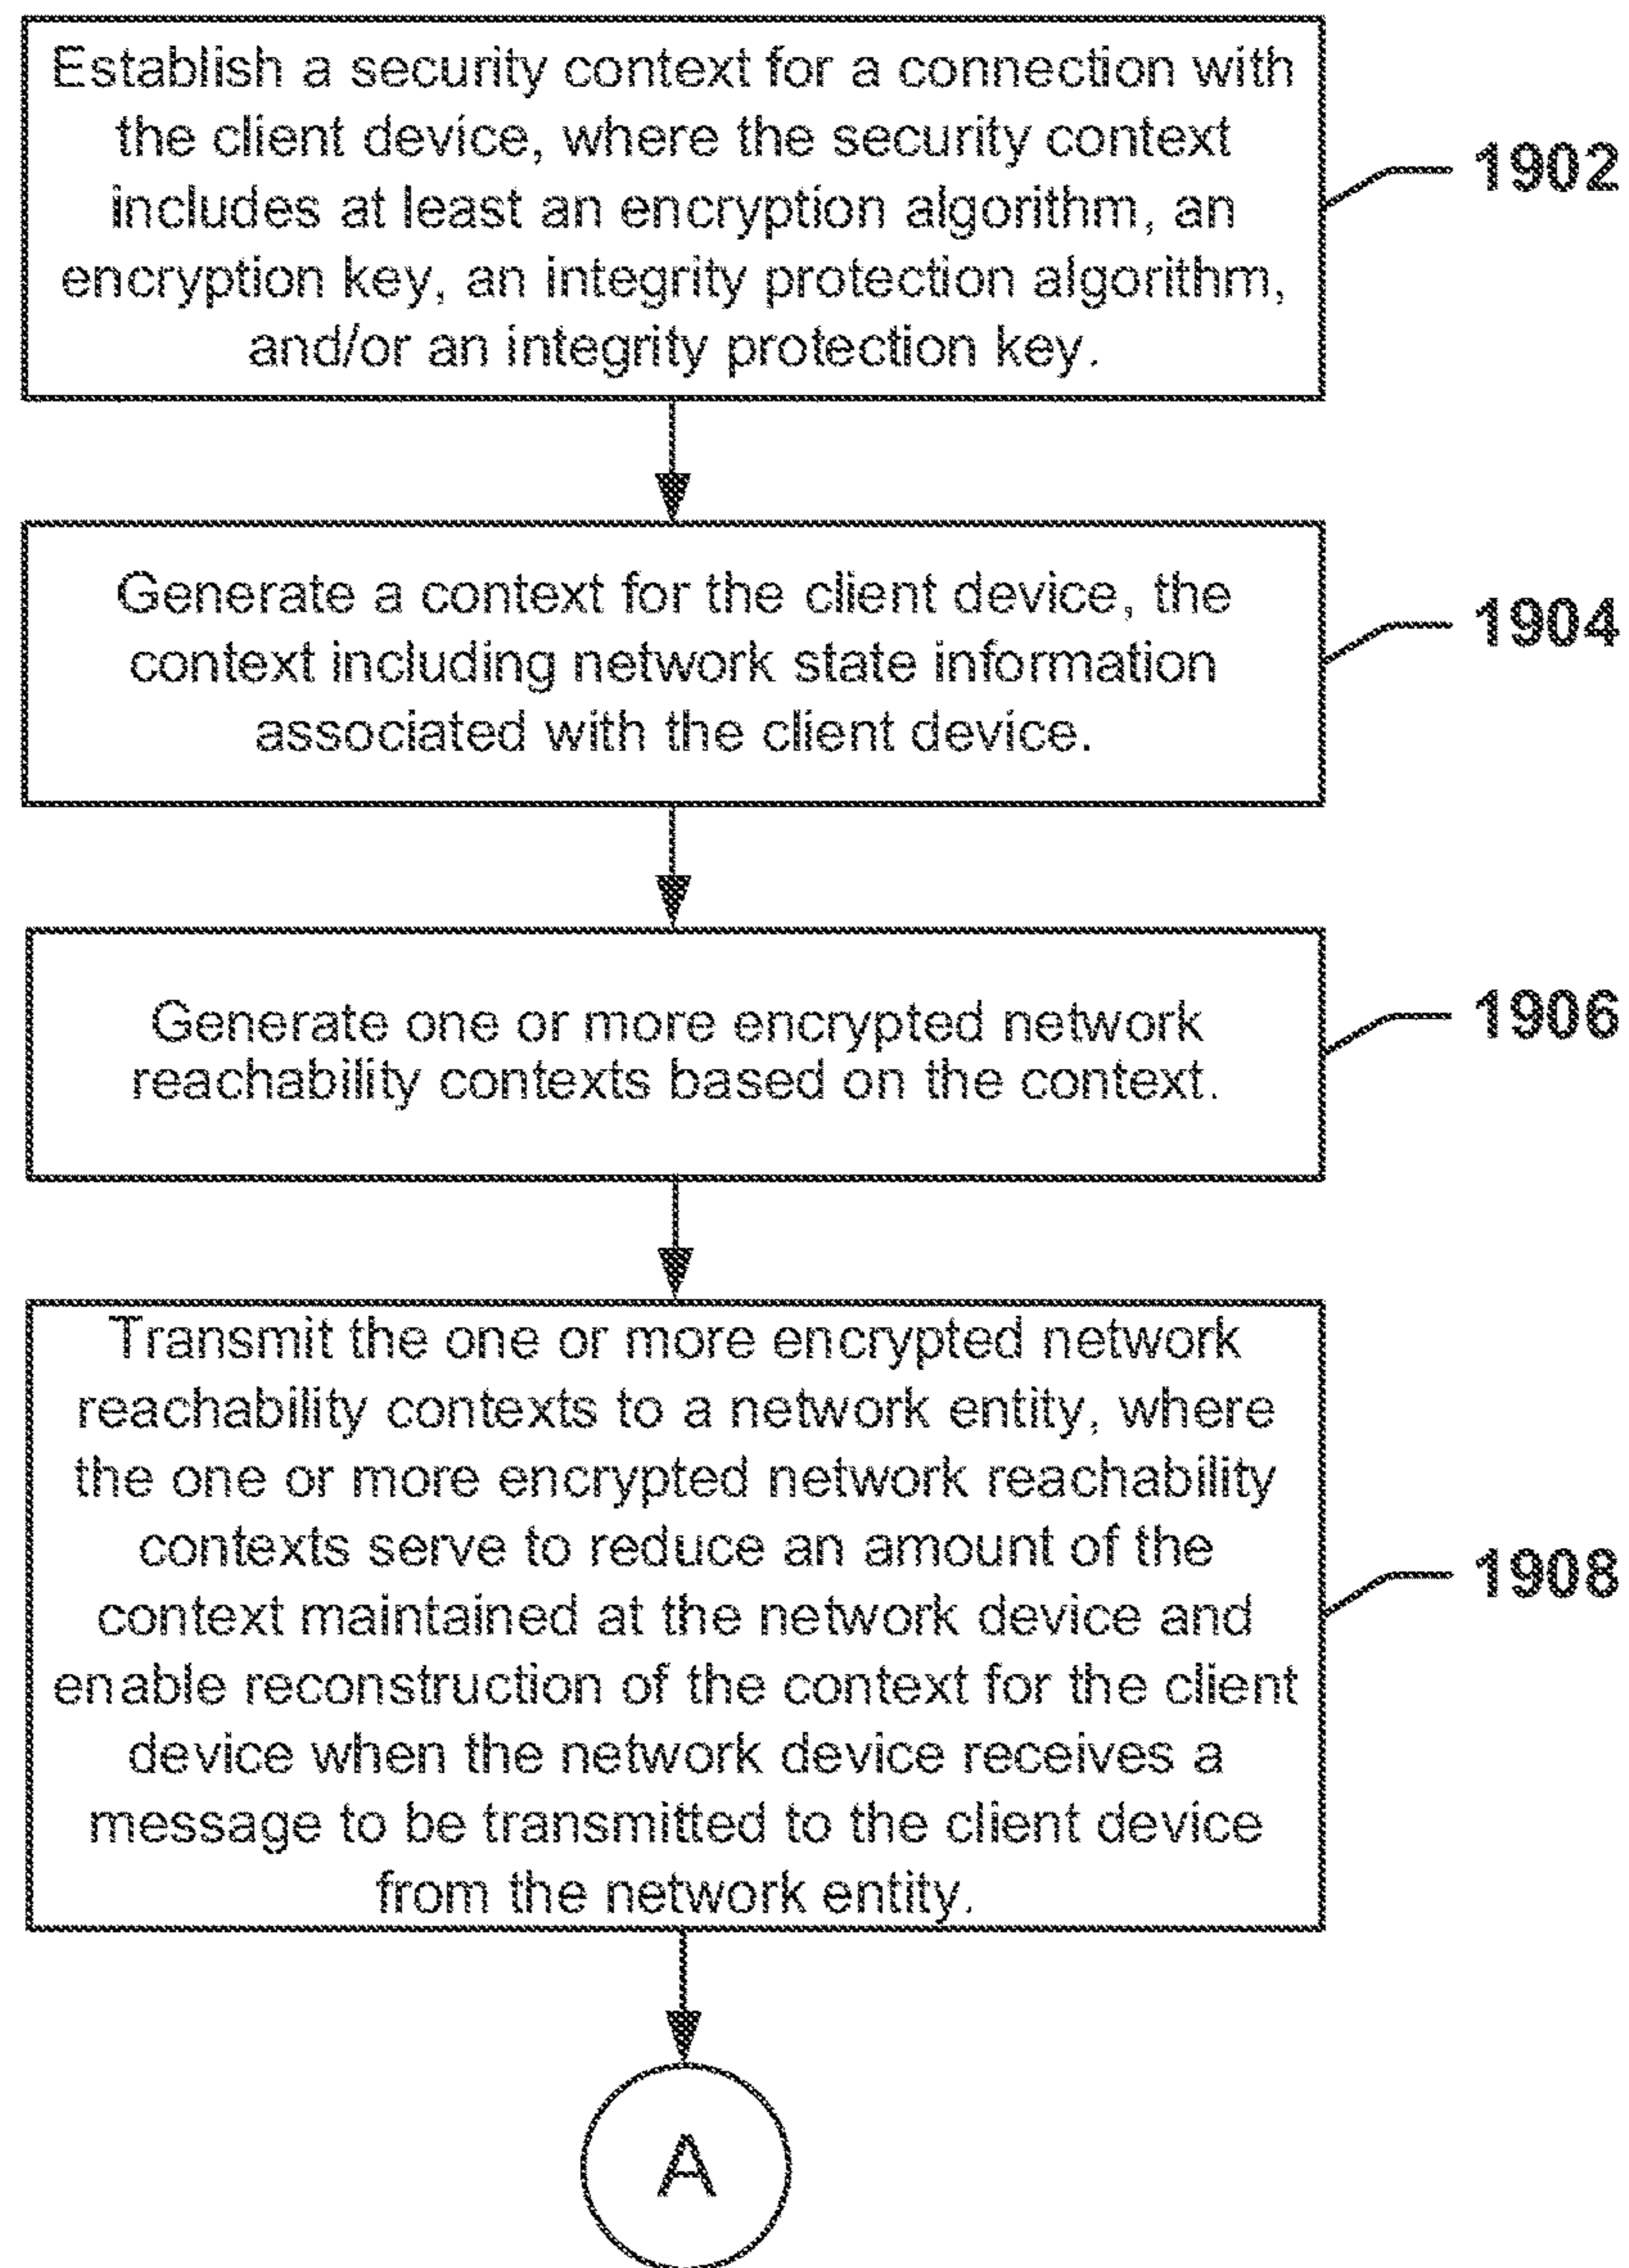 Establish a security context for a connection with
the client device, where the security context
includes at least an encryption algorithm, an
encryption key, an integrity protection algorithm,
and/or an integrity protection key.
1902
Generate a context for the client device, the
context including network state information
associated with the client device.
1904
Generate one or more encrypted network
reachability contexts based on the context.
1906
Transmit the one or more encrypted network
reachability contexts to a network entity, where
the one or more encrypted network reachability
contexts serve to reduce an amount of the
context maintained at the network device and
enable reconstruction of the context for the client
device when the network device receives a
message to be transmitted to the client device
from the network entity.
1908
A